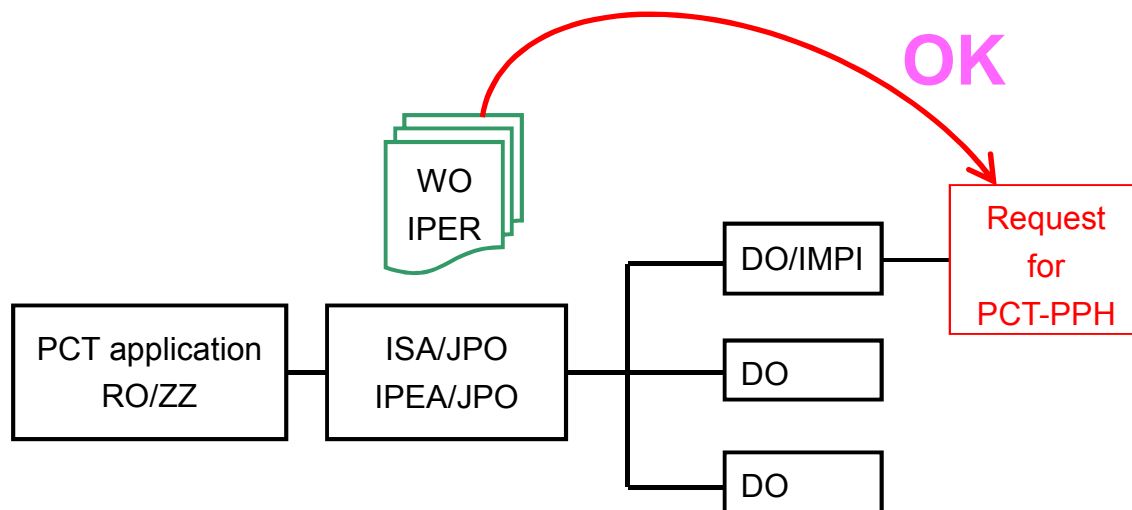 OK
WO
IPER
PCT application
RO/ZZ
ISA/JPO
IPEA/JPO
DO/IMPI
DO
DO
Request
for
PCT-PPH